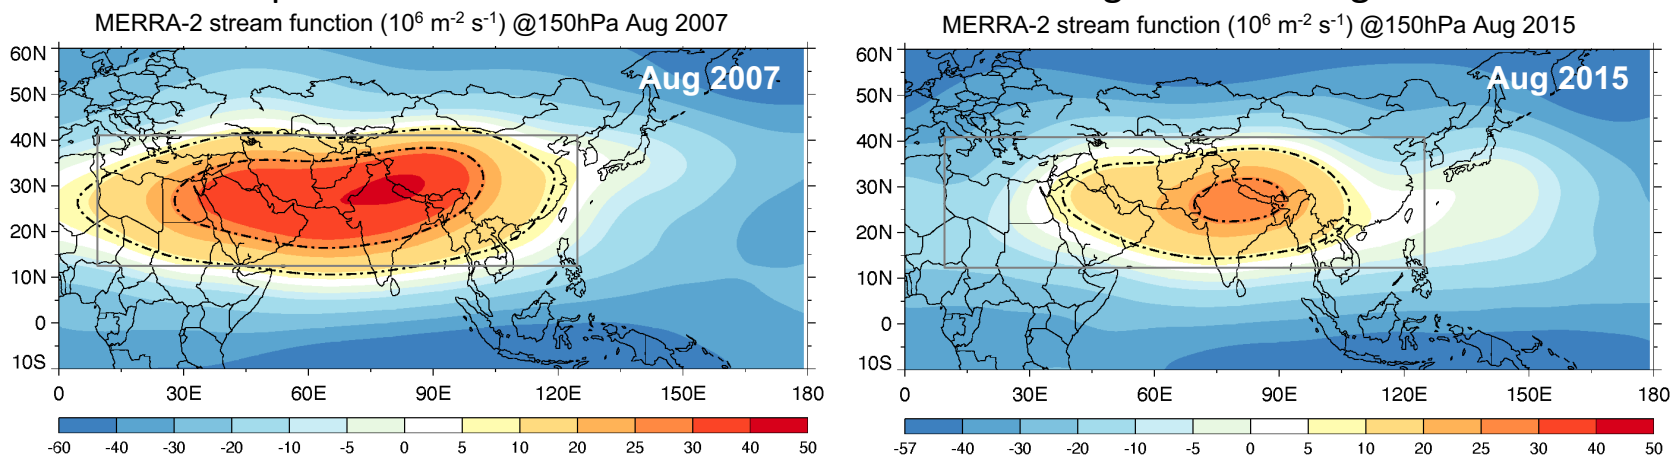 MERRA-2 stream function (10⁶ m⁻² s⁻¹) @150hPa Aug 2007
60N
50N
40N
30N
20N
10N
0
10S
Aug 2007
0 30E 60E 90E 120E 150E 180
-60 -40 -30 -20 -10 -5 0 5 10 20 25 30 40 50
MERRA-2 stream function (10⁶ m⁻² s⁻¹) @150hPa Aug 2015
60N
50N
40N
30N
20N
10N
0
10S
Aug 2015
0 30E 60E 90E 120E 150E 180
-57 -40 -30 -20 -10 -5 0 5 10 20 25 30 40 50